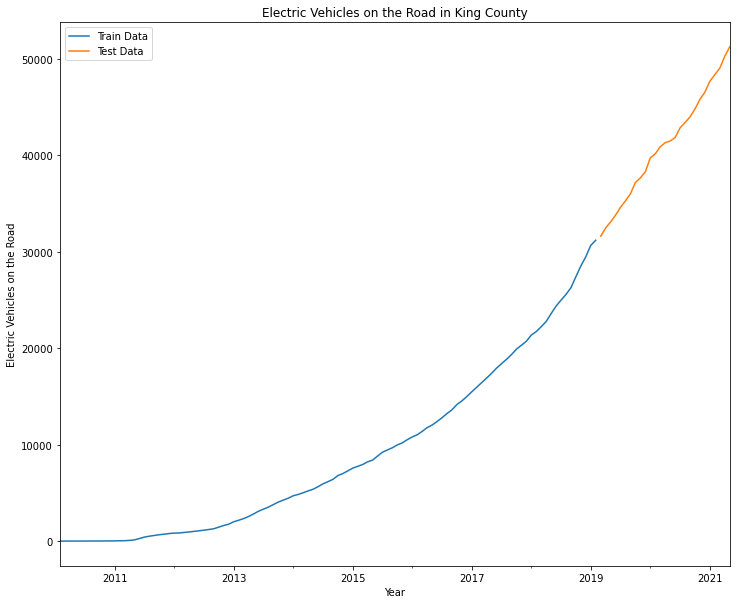 Electric Vehicles on the Road in King County
Train Data
Test Data
Electric Vehicles on the Road
50000
40000
30000
20000
10000
0
2011
2013
2015
2017
2019
2021
Year